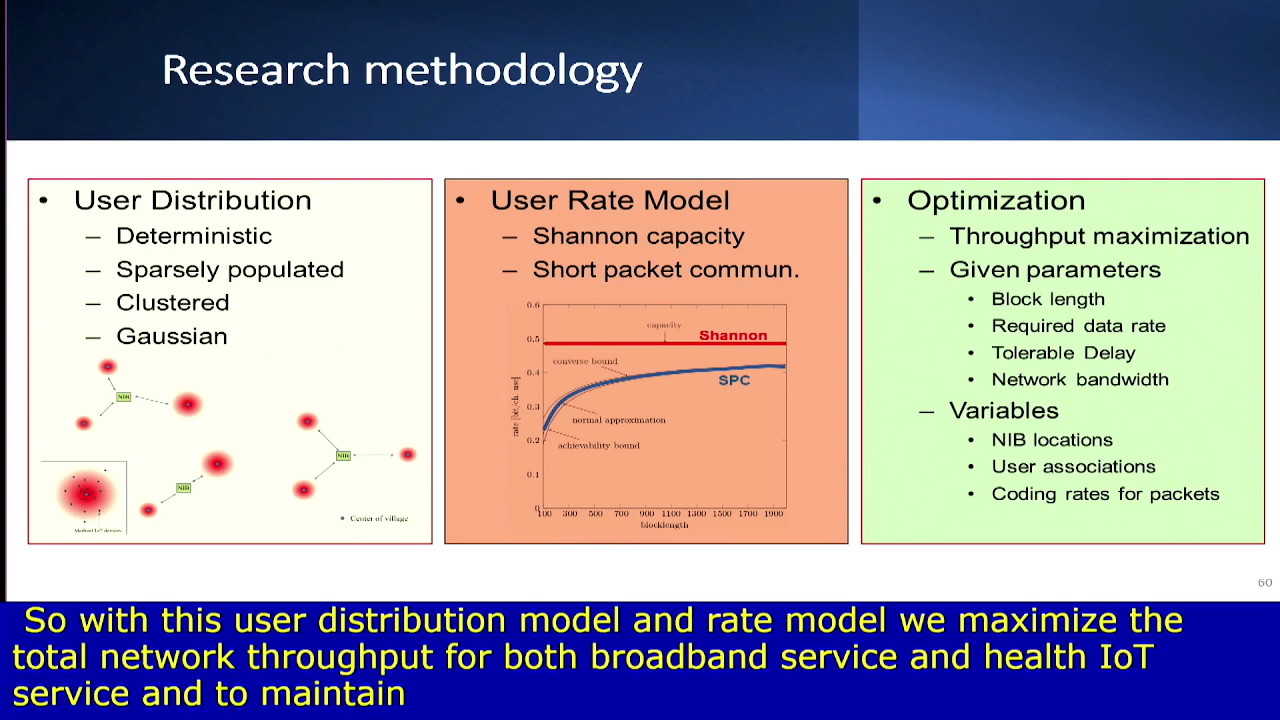 Research methodology
• User Distribution
– Deterministic
– Sparsely populated
– Clustered
– Gaussian
NIB
NIB
NIB
Medical IoT devices
Center of village
• User Rate Model
– Shannon capacity
– Short packet commun.
0.6
0.5
0.4
0.3
0.2
0.1
0
rate [bit/ch. use]
capacity
Shannon
converse bound
SPC
normal approximation
achievability bound
100 300 500 700 900 1100 1300 1500 1700 1900
blocklength
• Optimization
– Throughput maximization
– Given parameters
• Block length
• Required data rate
• Tolerable Delay
• Network bandwidth
– Variables
• NIB locations
• User associations
• Coding rates for packets
60
So with this user distribution model and rate model we maximize the
total network throughput for both broadband service and health IoT
service and to maintain